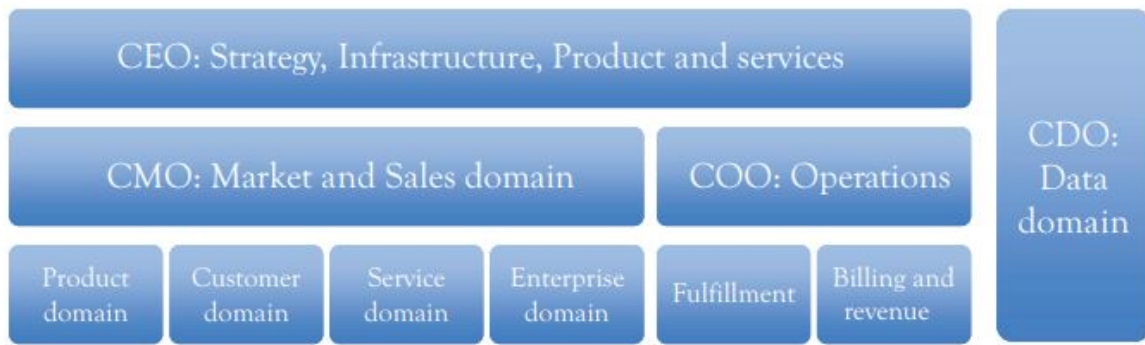 CEO: Strategy, Infrastructure, Product and services
CMO: Market and Sales domain
COO: Operations
Product
domain
Customer
domain
Service
domain
Enterprise
domain
Fulfillment
Billing and
revenue
CDO:
Data
domain